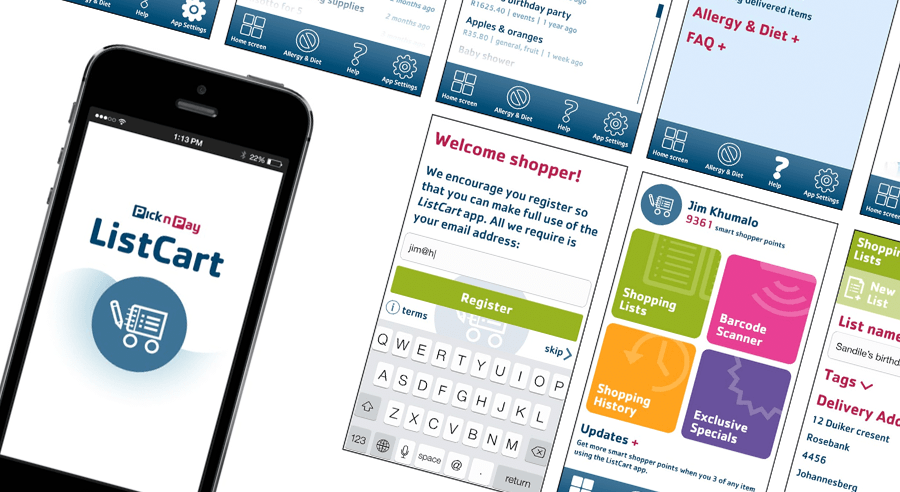 supplies
2 months ago
2 months ago
Help
App Settings
Home screen
Allergy & Diet
Help
App Settings
birthday party
R1625.40 | events | 1 year ago
Apples & oranges
R35.80 | general, fruit | 1 week ago
Baby shower
Home screen
Allergy & Diet
Help
App Settings
delivered items
Allergy & Diet +
FAQ +
Home screen
Allergy & Diet
Help
App Settings
Home screen
1:13 PM
22%
Pick n Pay
ListCart
Welcome shopper!
We encourage you register so
that you can make full use of the
ListCart app. All we require is
your email address:
jim@h
Register
terms
skip
Q W E R T Y U I O P
A S D F G H J K L
Z X C V B N M
123 space @ . return
Jim Khumalo
9361 smart shopper points
Shopping
Lists
Barcode
Scanner
Shopping
History
Exclusive
Specials
Updates +
Get more smart shopper points when you 3 of any item
using the ListCart app.
Shopping
Lists
New
List
List name
Sandile's birthd
Tags
Delivery Add
12 Duiker cresent
Rosebank
4456
Johannesberg